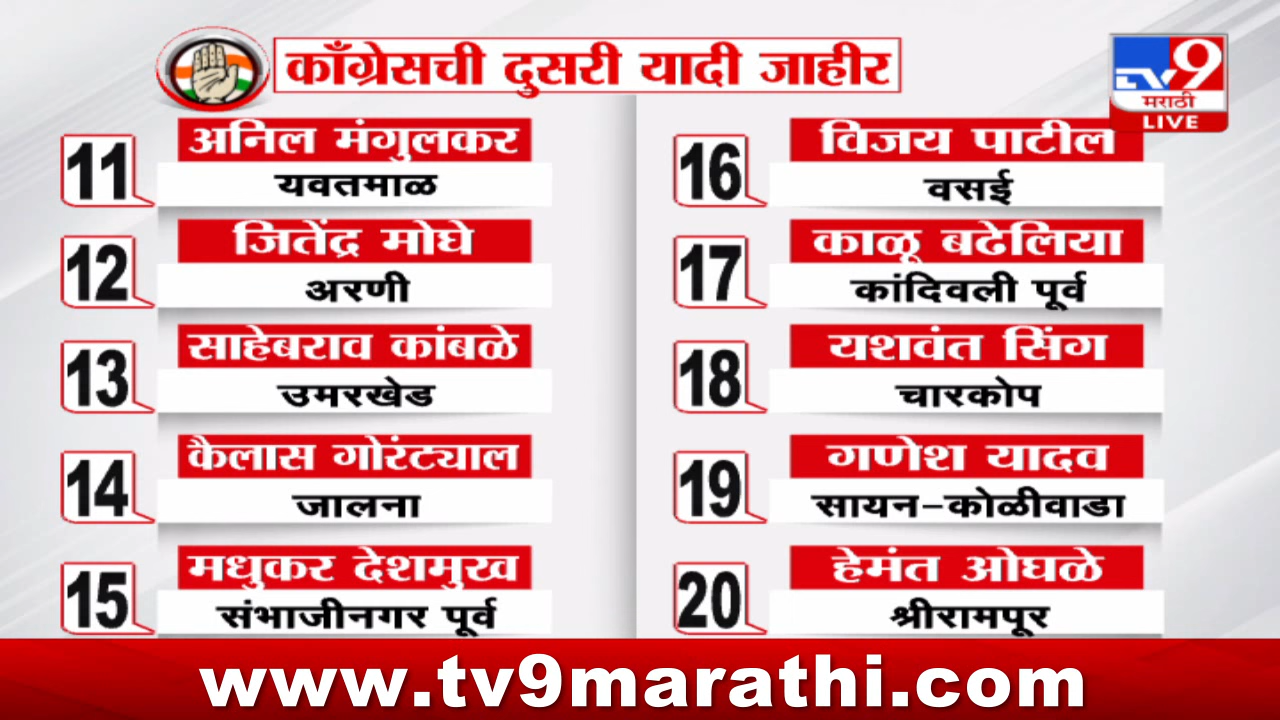 काँग्रेसची दुसरी यादी जाहीर
TV9
मराठी
LIVE
11
अनिल मंगुलकर
यवतमाळ
12
जितेंद्र मोघे
अरणी
13
साहेबराव कांबळे
उमरखेड
14
कैलास गोरंट्याल
जालना
15
मधुकर देशमुख
संभाजीनगर पूर्व
16
विजय पाटील
वसई
17
काळू बढेलिया
कांदिवली पूर्व
18
यशवंत सिंग
चारकोप
19
गणेश यादव
सायन-कोळीवाडा
20
हेमंत ओघळे
श्रीरामपूर
www.tv9marathi.com